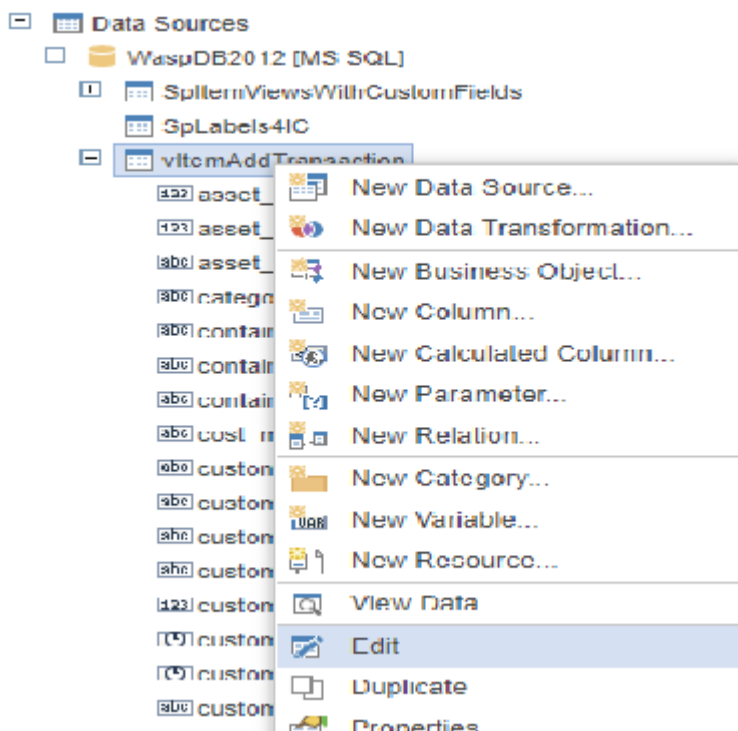 Data Sources
WaspDB2012 [MS SQL]
SpItemViewsWithCustomFields
SpLabels4IC
vItemAddTransaction
asset_
asset_
asset_
catego
contain
contain
contain
cost_m
custom
custom
custom
custom
custom
custom
custom
custom
New Data Source...
New Data Transformation...
New Business Object...
New Column...
New Calculated Column...
New Parameter...
New Relation...
New Category...
New Variable...
New Resource...
View Data
Edit
Duplicate
Properties